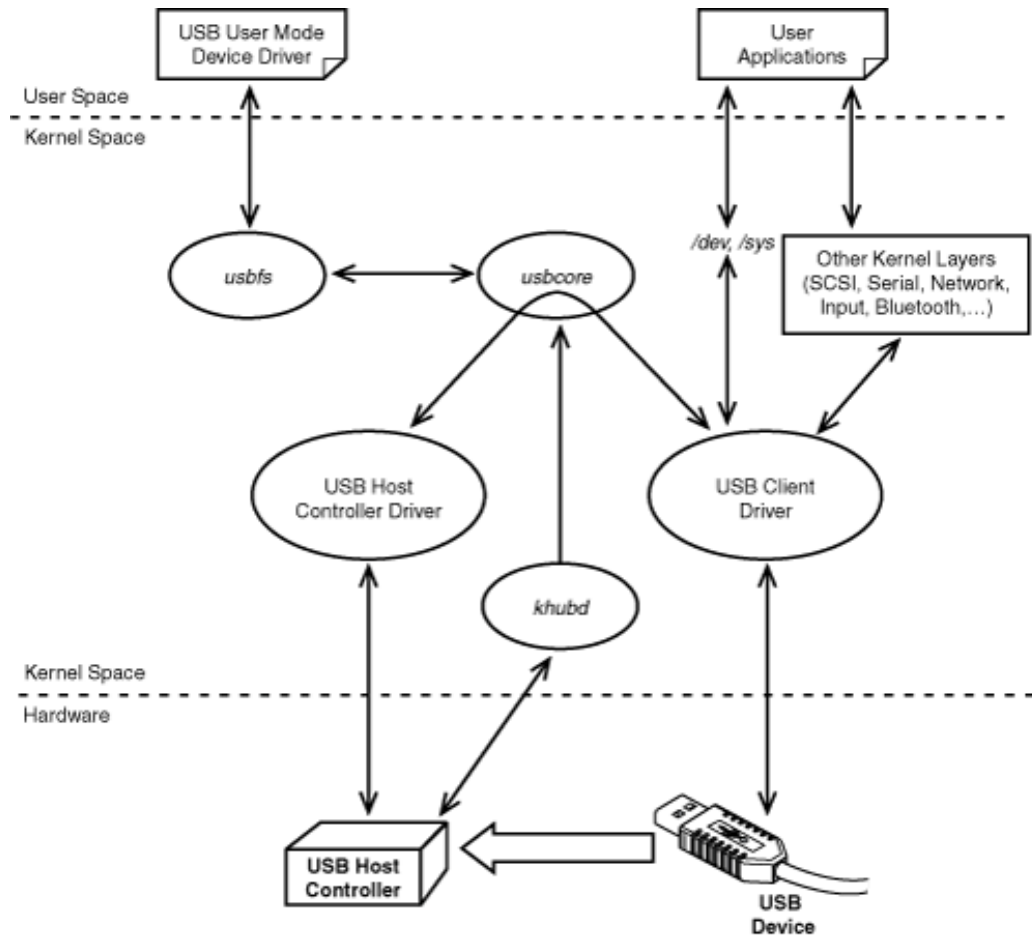 USB User Mode
Device Driver
User
Applications
User Space
Kernel Space
usbfs
usbcore
/dev, /sys
Other Kernel Layers
(SCSI, Serial, Network,
Input, Bluetooth,…)
USB Host
Controller Driver
USB Client
Driver
khubd
Kernel Space
Hardware
USB Host
Controller
USB
Device